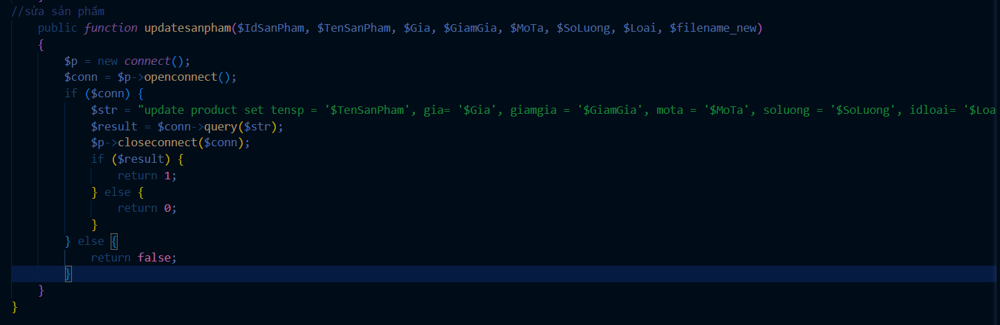 //sửa sản phẩm
public function updatesanpham($IdSanPham, $TenSanPham, $Gia, $GiamGia, $MoTa, $SoLuong, $Loai, $filename_new)
{
$p = new connect();
$conn = $p->openconnect();
if ($conn) {
$str = "update product set tensp = '$TenSanPham', gia= '$Gia', giamgia = '$GiamGia', mota = '$MoTa', soluong = '$SoLuong', idloai= '$Loa
$result = $conn->query($str);
$p->closeconnect($conn);
if ($result) {
return 1;
} else {
return 0;
}
} else {
return false;
}
}
}